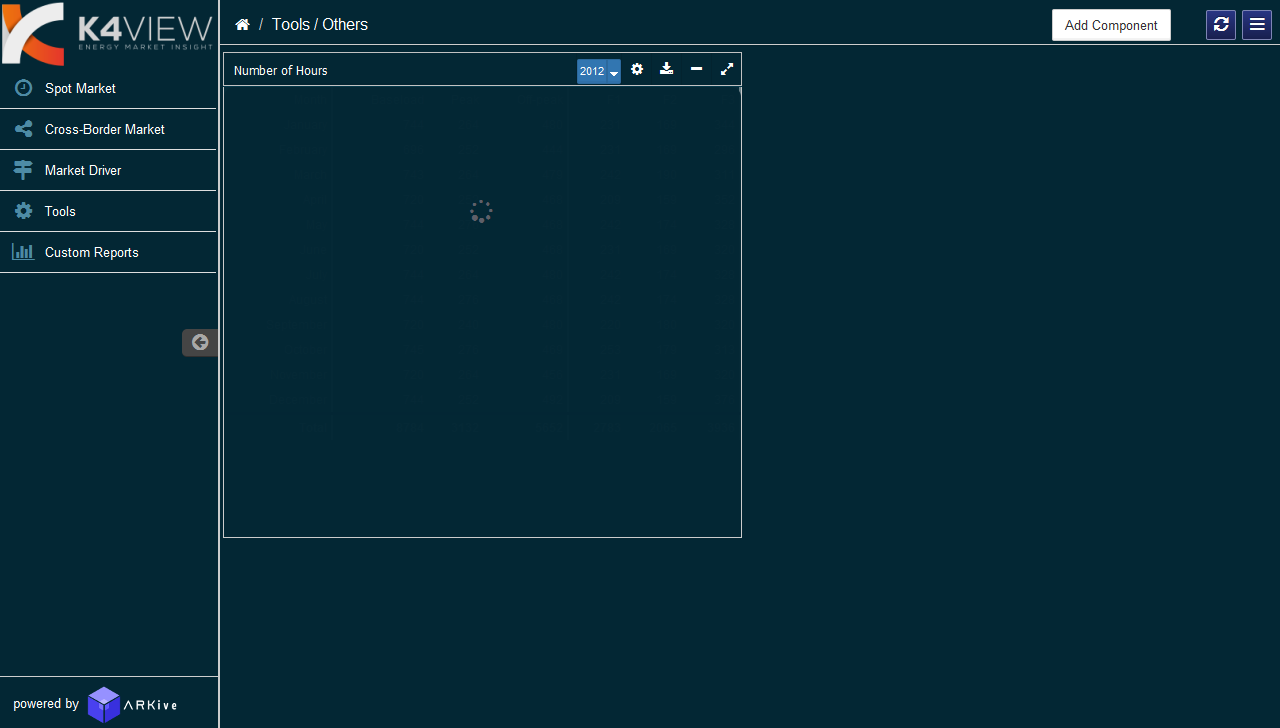 K4VIEW
ENERGY MARKET INSIGHT
/ Tools / Others
Add Component
Spot Market
Cross-Border Market
Market Driver
Tools
Custom Reports
Number of Hours
2012
powered by ARKive